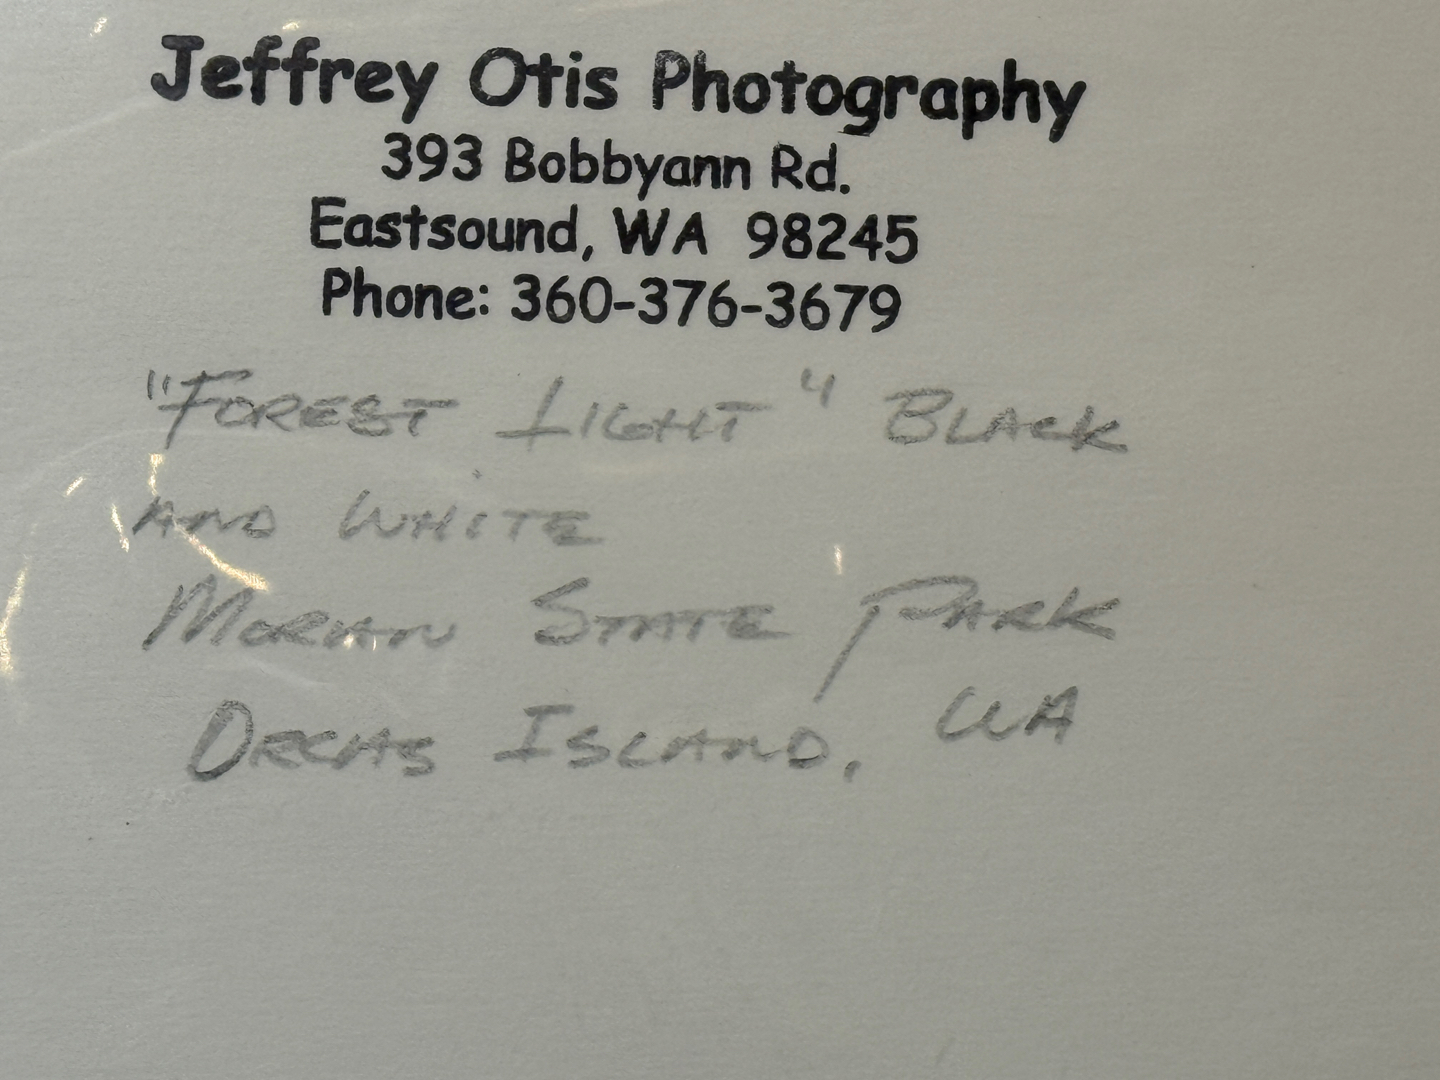 Jeffrey Otis Photography
393 Bobbyann Rd.
Eastsound, WA 98245
Phone: 360-376-3679
"FOREST LIGHT" BLACK
AND WHITE
MORAN STATE PARK
ORCAS ISLAND, WA